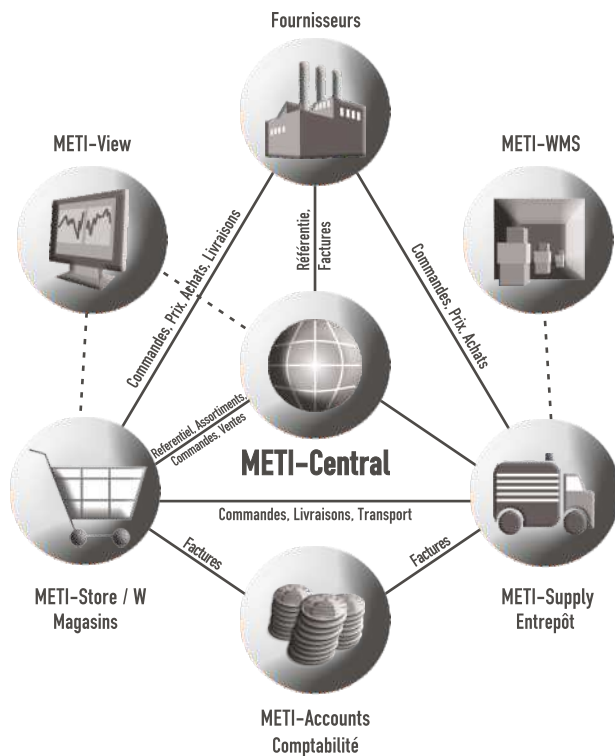 Fournisseurs
METI-View
METI-WMS
Commandes, Prix, Achats, Livraisons
Référentie,
Factures
Commandes, Prix, Achats
Referentiel, Assortiments,
Commandes, Ventes
METI-Central
Commandes, Livraisons, Transport
Factures
Factures
METI-Store / W
Magasins
METI-Supply
Entrepôt
METI-Accounts
Comptabilité